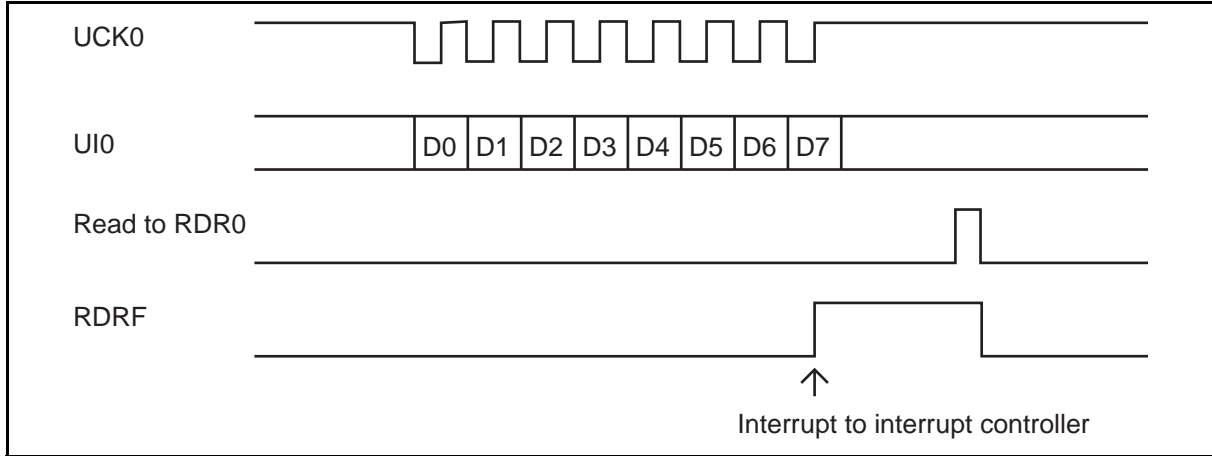 UCK0
UI0
D0 D1 D2 D3 D4 D5 D6 D7
Read to RDR0
RDRF
Interrupt to interrupt controller